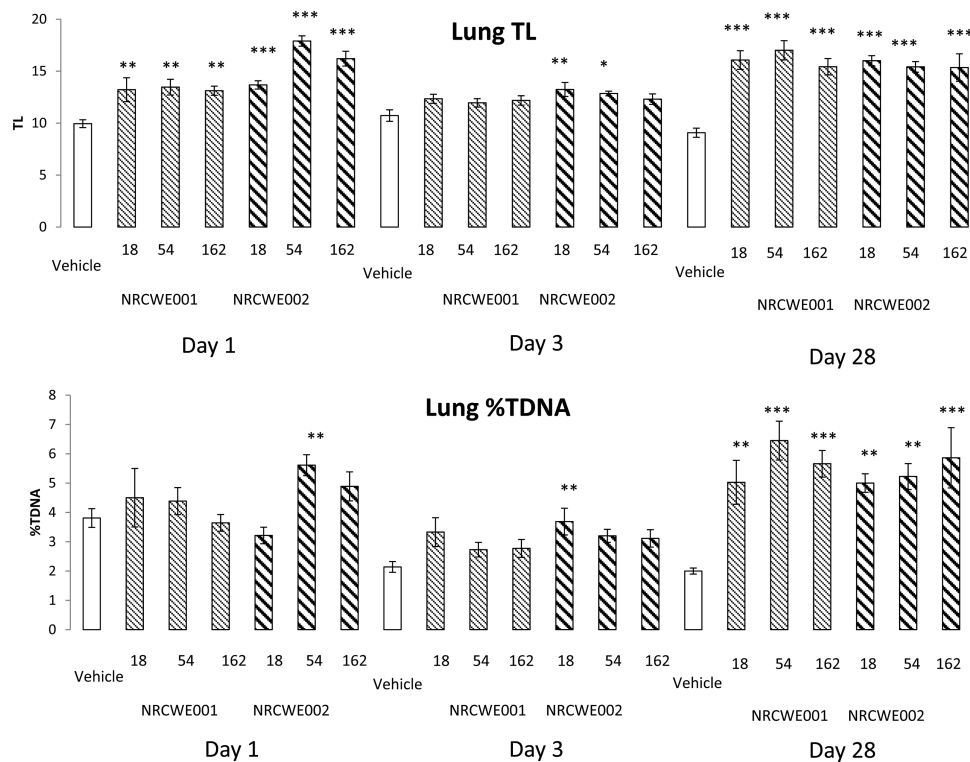 Lung TL
TL
20
15
10
5
0
** ** ** *** *** *** ** * *** *** *** *** *** ***
18 54 162 18 54 162 18 54 162 18 54 162 18 54 162 18 54 162
Vehicle Vehicle Vehicle
NRCWE001 NRCWE002 NRCWE001 NRCWE002 NRCWE001 NRCWE002
Day 1 Day 3 Day 28
Lung %TDNA
%TDNA
8
7
6
5
4
3
2
1
0
** ** ** *** *** ** ** ***
18 54 162 18 54 162 18 54 162 18 54 162 18 54 162 18 54 162
Vehicle Vehicle Vehicle
NRCWE001 NRCWE002 NRCWE001 NRCWE002 NRCWE001 NRCWE002
Day 1 Day 3 Day 28